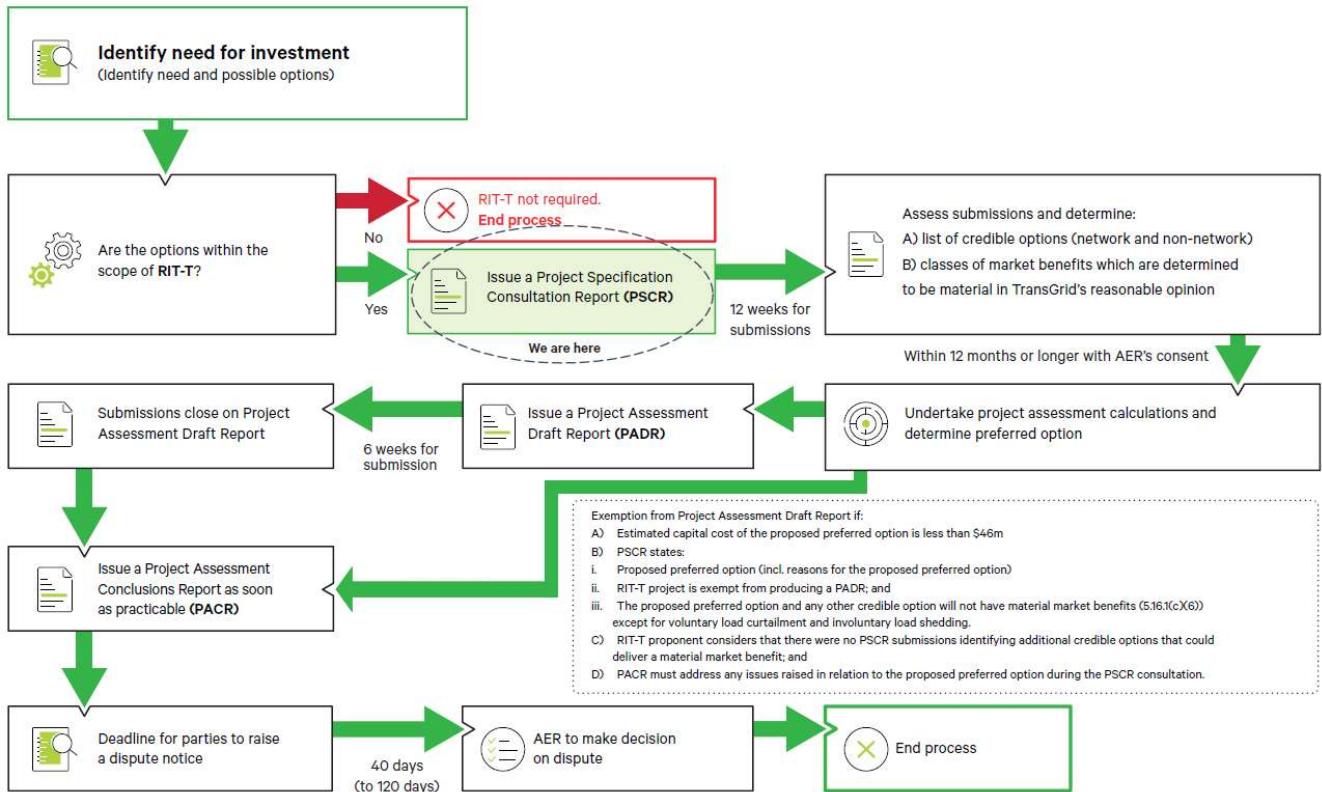 Identify need for investment
(Identify need and possible options)
Are the options within the
scope of RIT-T?
No
Yes
RIT-T not required.
End process
Issue a Project Specification
Consultation Report (PSCR)
We are here
12 weeks for
submissions
Assess submissions and determine:
A) list of credible options (network and non-network)
B) classes of market benefits which are determined
to be material in TransGrid’s reasonable opinion
Within 12 months or longer with AER’s consent
Undertake project assessment calculations and
determine preferred option
Issue a Project Assessment
Draft Report (PADR)
6 weeks for
submission
Submissions close on Project
Assessment Draft Report
Exemption from Project Assessment Draft Report if:
A) Estimated capital cost of the proposed preferred option is less than $46m
B) PSCR states:
i. Proposed preferred option (incl. reasons for the proposed preferred option)
ii. RIT-T project is exempt from producing a PADR; and
iii. The proposed preferred option and any other credible option will not have material market benefits (5.16.1(c)(6))
except for voluntary load curtailment and involuntary load shedding.
C) RIT-T proponent considers that there were no PSCR submissions identifying additional credible options that could
deliver a material market benefit; and
D) PACR must address any issues raised in relation to the proposed preferred option during the PSCR consultation.
Issue a Project Assessment
Conclusions Report as soon
as practicable (PACR)
Deadline for parties to raise
a dispute notice
40 days
(to 120 days)
AER to make decision
on dispute
End process